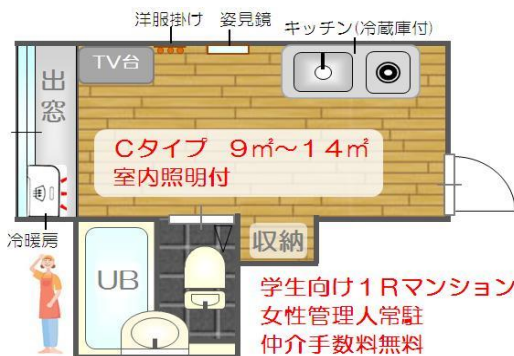 洋服掛け 姿見鏡 キッチン(冷蔵庫付)
TV台
出窓
Cタイプ 9㎡〜14㎡
室内照明付
冷暖房
収納
UB
学生向け1Rマンション
女性管理人常駐
仲介手数料無料